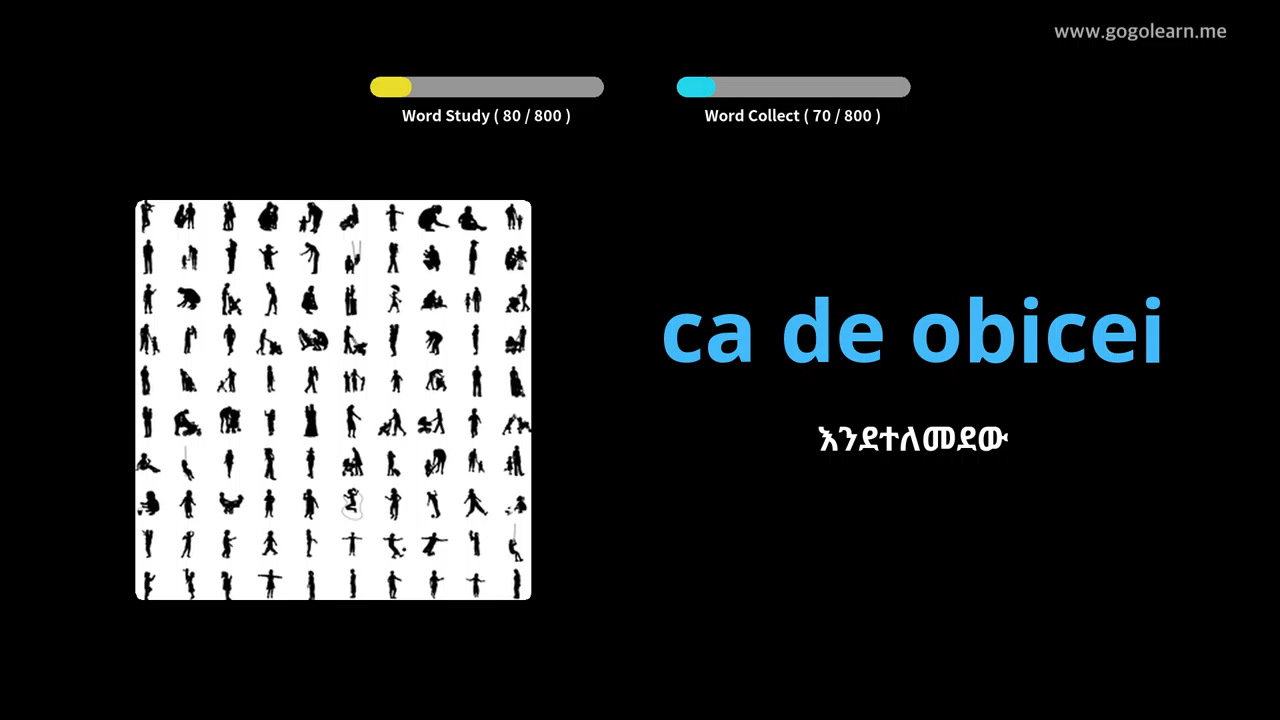 www.gogolearn.me
Word Study ( 80 / 800 )
Word Collect ( 70 / 800 )
ca de obicei
እንደተለመደው